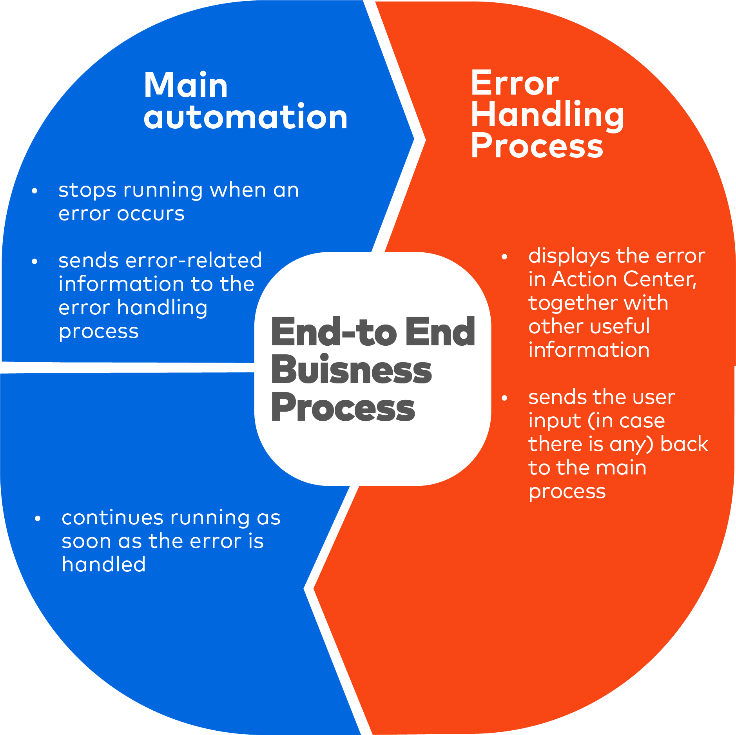 Main
automation
• stops running when an
error occurs
• sends error-related
information to the
error handling
process
Error
Handling
Process
• displays the error
in Action Center,
together with
other useful
information
• sends the user
input (in case
there is any) back
to the main
process
End-to End
Buisness
Process
• continues running as
soon as the error is
handled